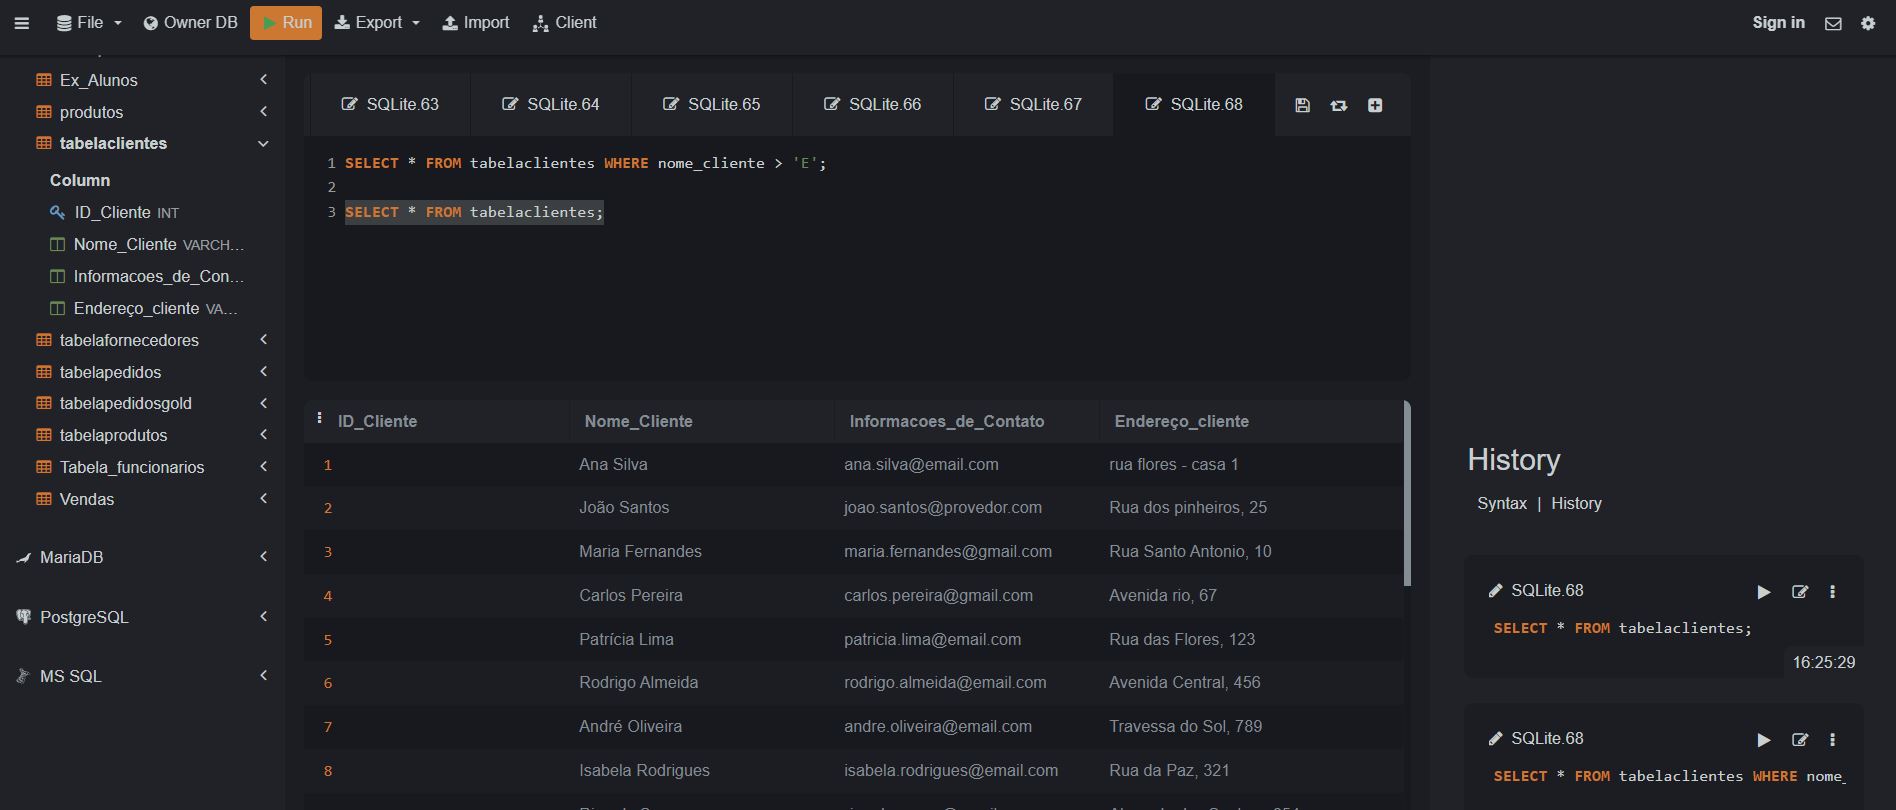 File Owner DB Run Export Import Client Sign in
Ex_Alunos
produtos
tabelaclientes
Column
ID_Cliente INT
Nome_Cliente VARCH...
Informacoes_de_Con...
Endereço_cliente VA...
tabelafornecedores
tabelapedidos
tabelapedidosgold
tabelaprodutos
Tabela_funcionarios
Vendas
MariaDB
PostgreSQL
MS SQL
SQLite.63 SQLite.64 SQLite.65 SQLite.66 SQLite.67 SQLite.68
1 SELECT * FROM tabelaclientes WHERE nome_cliente > 'E';
2
3 SELECT * FROM tabelaclientes;
ID_Cliente Nome_Cliente Informacoes_de_Contato Endereço_cliente
1 Ana Silva ana.silva@email.com rua flores - casa 1
2 João Santos joao.santos@provedor.com Rua dos pinheiros, 25
3 Maria Fernandes maria.fernandes@gmail.com Rua Santo Antonio, 10
4 Carlos Pereira carlos.pereira@gmail.com Avenida rio, 67
5 Patrícia Lima patricia.lima@email.com Rua das Flores, 123
6 Rodrigo Almeida rodrigo.almeida@email.com Avenida Central, 456
7 André Oliveira andre.oliveira@email.com Travessa do Sol, 789
8 Isabela Rodrigues isabela.rodrigues@email.com Rua da Paz, 321
History
Syntax | History
SQLite.68
SELECT * FROM tabelaclientes;
16:25:29
SQLite.68
SELECT * FROM tabelaclientes WHERE nome_